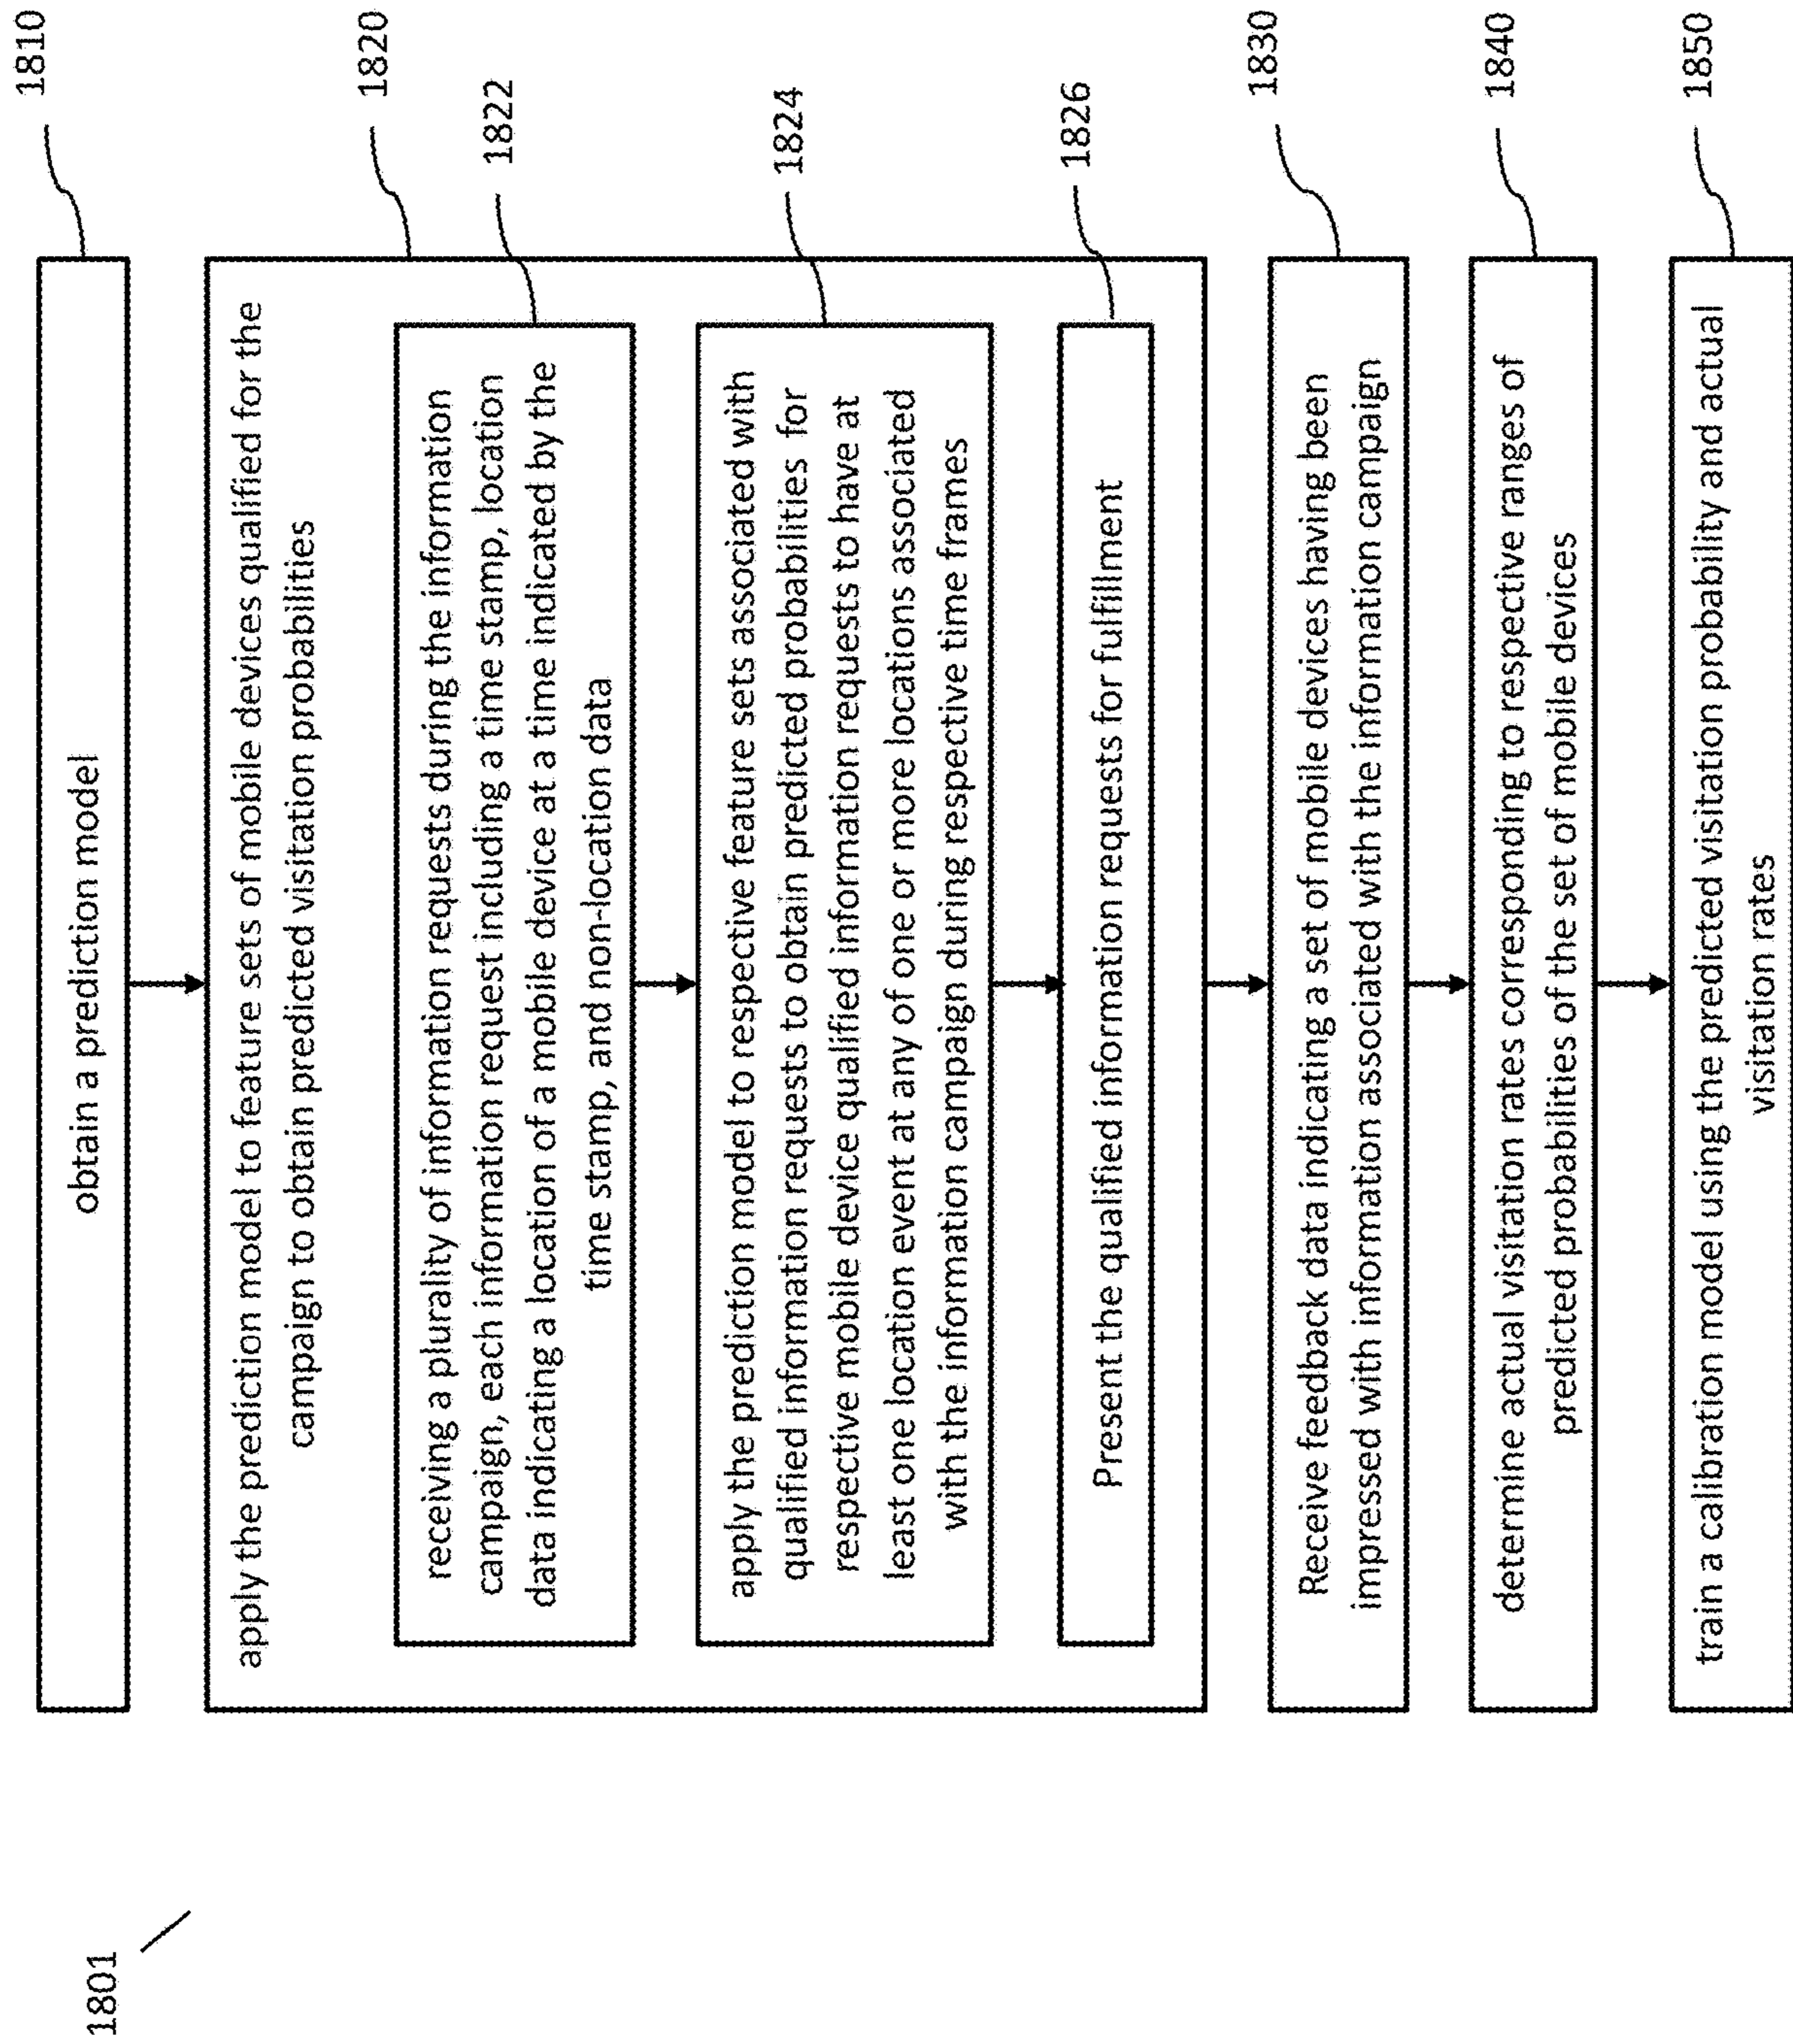 1801
obtain a prediction model
1810
apply the prediction model to feature sets of mobile devices qualified for the
campaign to obtain predicted visitation probabilities
1820
receiving a plurality of information requests during the information
campaign, each information request including a time stamp, location
data indicating a location of a mobile device at a time indicated by the
time stamp, and non-location data
1822
apply the prediction model to respective feature sets associated with
qualified information requests to obtain predicted probabilities for
respective mobile device qualified information requests to have at
least one location event at any of one or more locations associated
with the information campaign during respective time frames
1824
Present the qualified information requests for fulfillment
1826
Receive feedback data indicating a set of mobile devices having been
impressed with information associated with the information campaign
1830
determine actual visitation rates corresponding to respective ranges of
predicted probabilities of the set of mobile devices
1840
train a calibration model using the predicted visitation probability and actual
visitation rates
1850